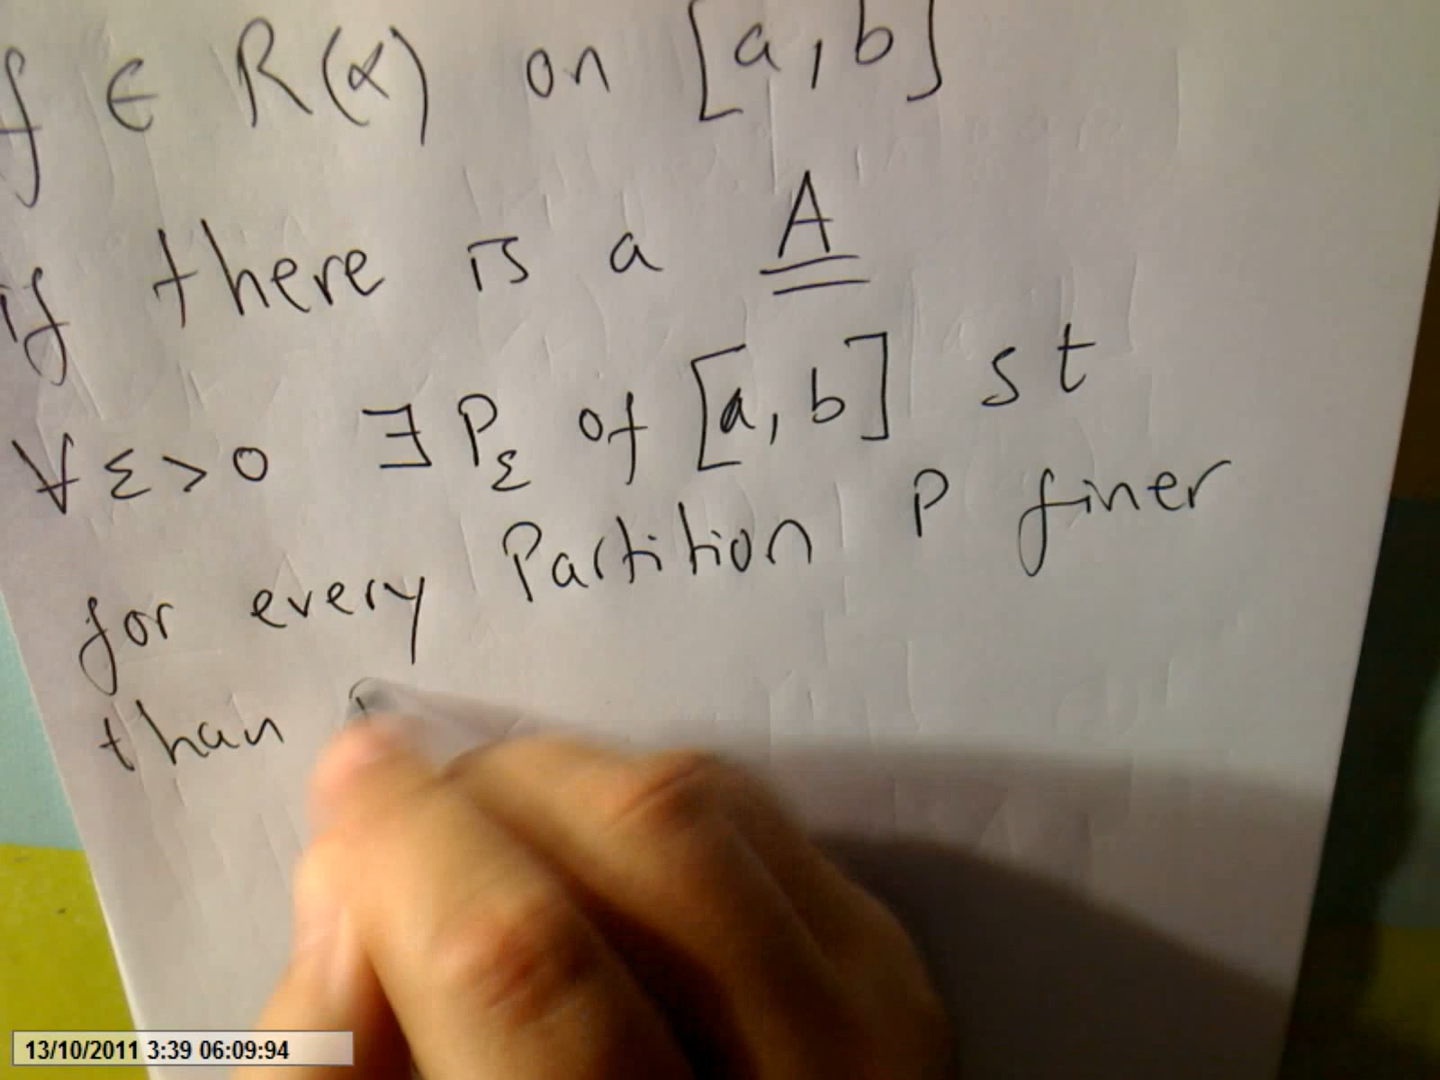 f ∈ R(α) on [a, b]
if there is a A
∀ε>0 ∃ Pε of [a, b] st
for every Partition P finer
than
13/10/2011 3:39 06:09:94